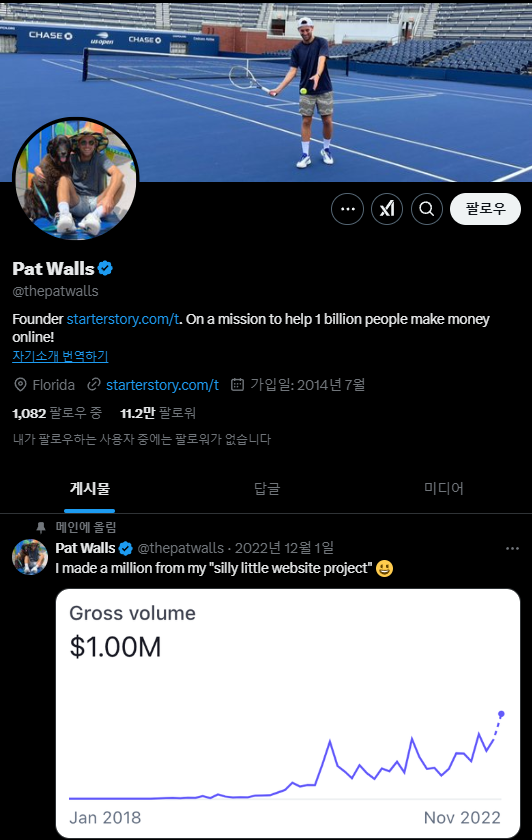 CHASE
us open
CHASE
팔로우
Pat Walls
@thepatwalls
Founder starterstory.com/t. On a mission to help 1 billion people make money
online!
자기소개 번역하기
Florida starterstory.com/t 가입일: 2014년 7월
1,082 팔로우 중 11.2만 팔로워
내가 팔로우하는 사용자 중에는 팔로워가 없습니다
게시물 답글 미디어
메인에 올림
Pat Walls @thepatwalls · 2022년 12월 1일
I made a million from my "silly little website project" 😃
Gross volume
$1.00M
Jan 2018 Nov 2022